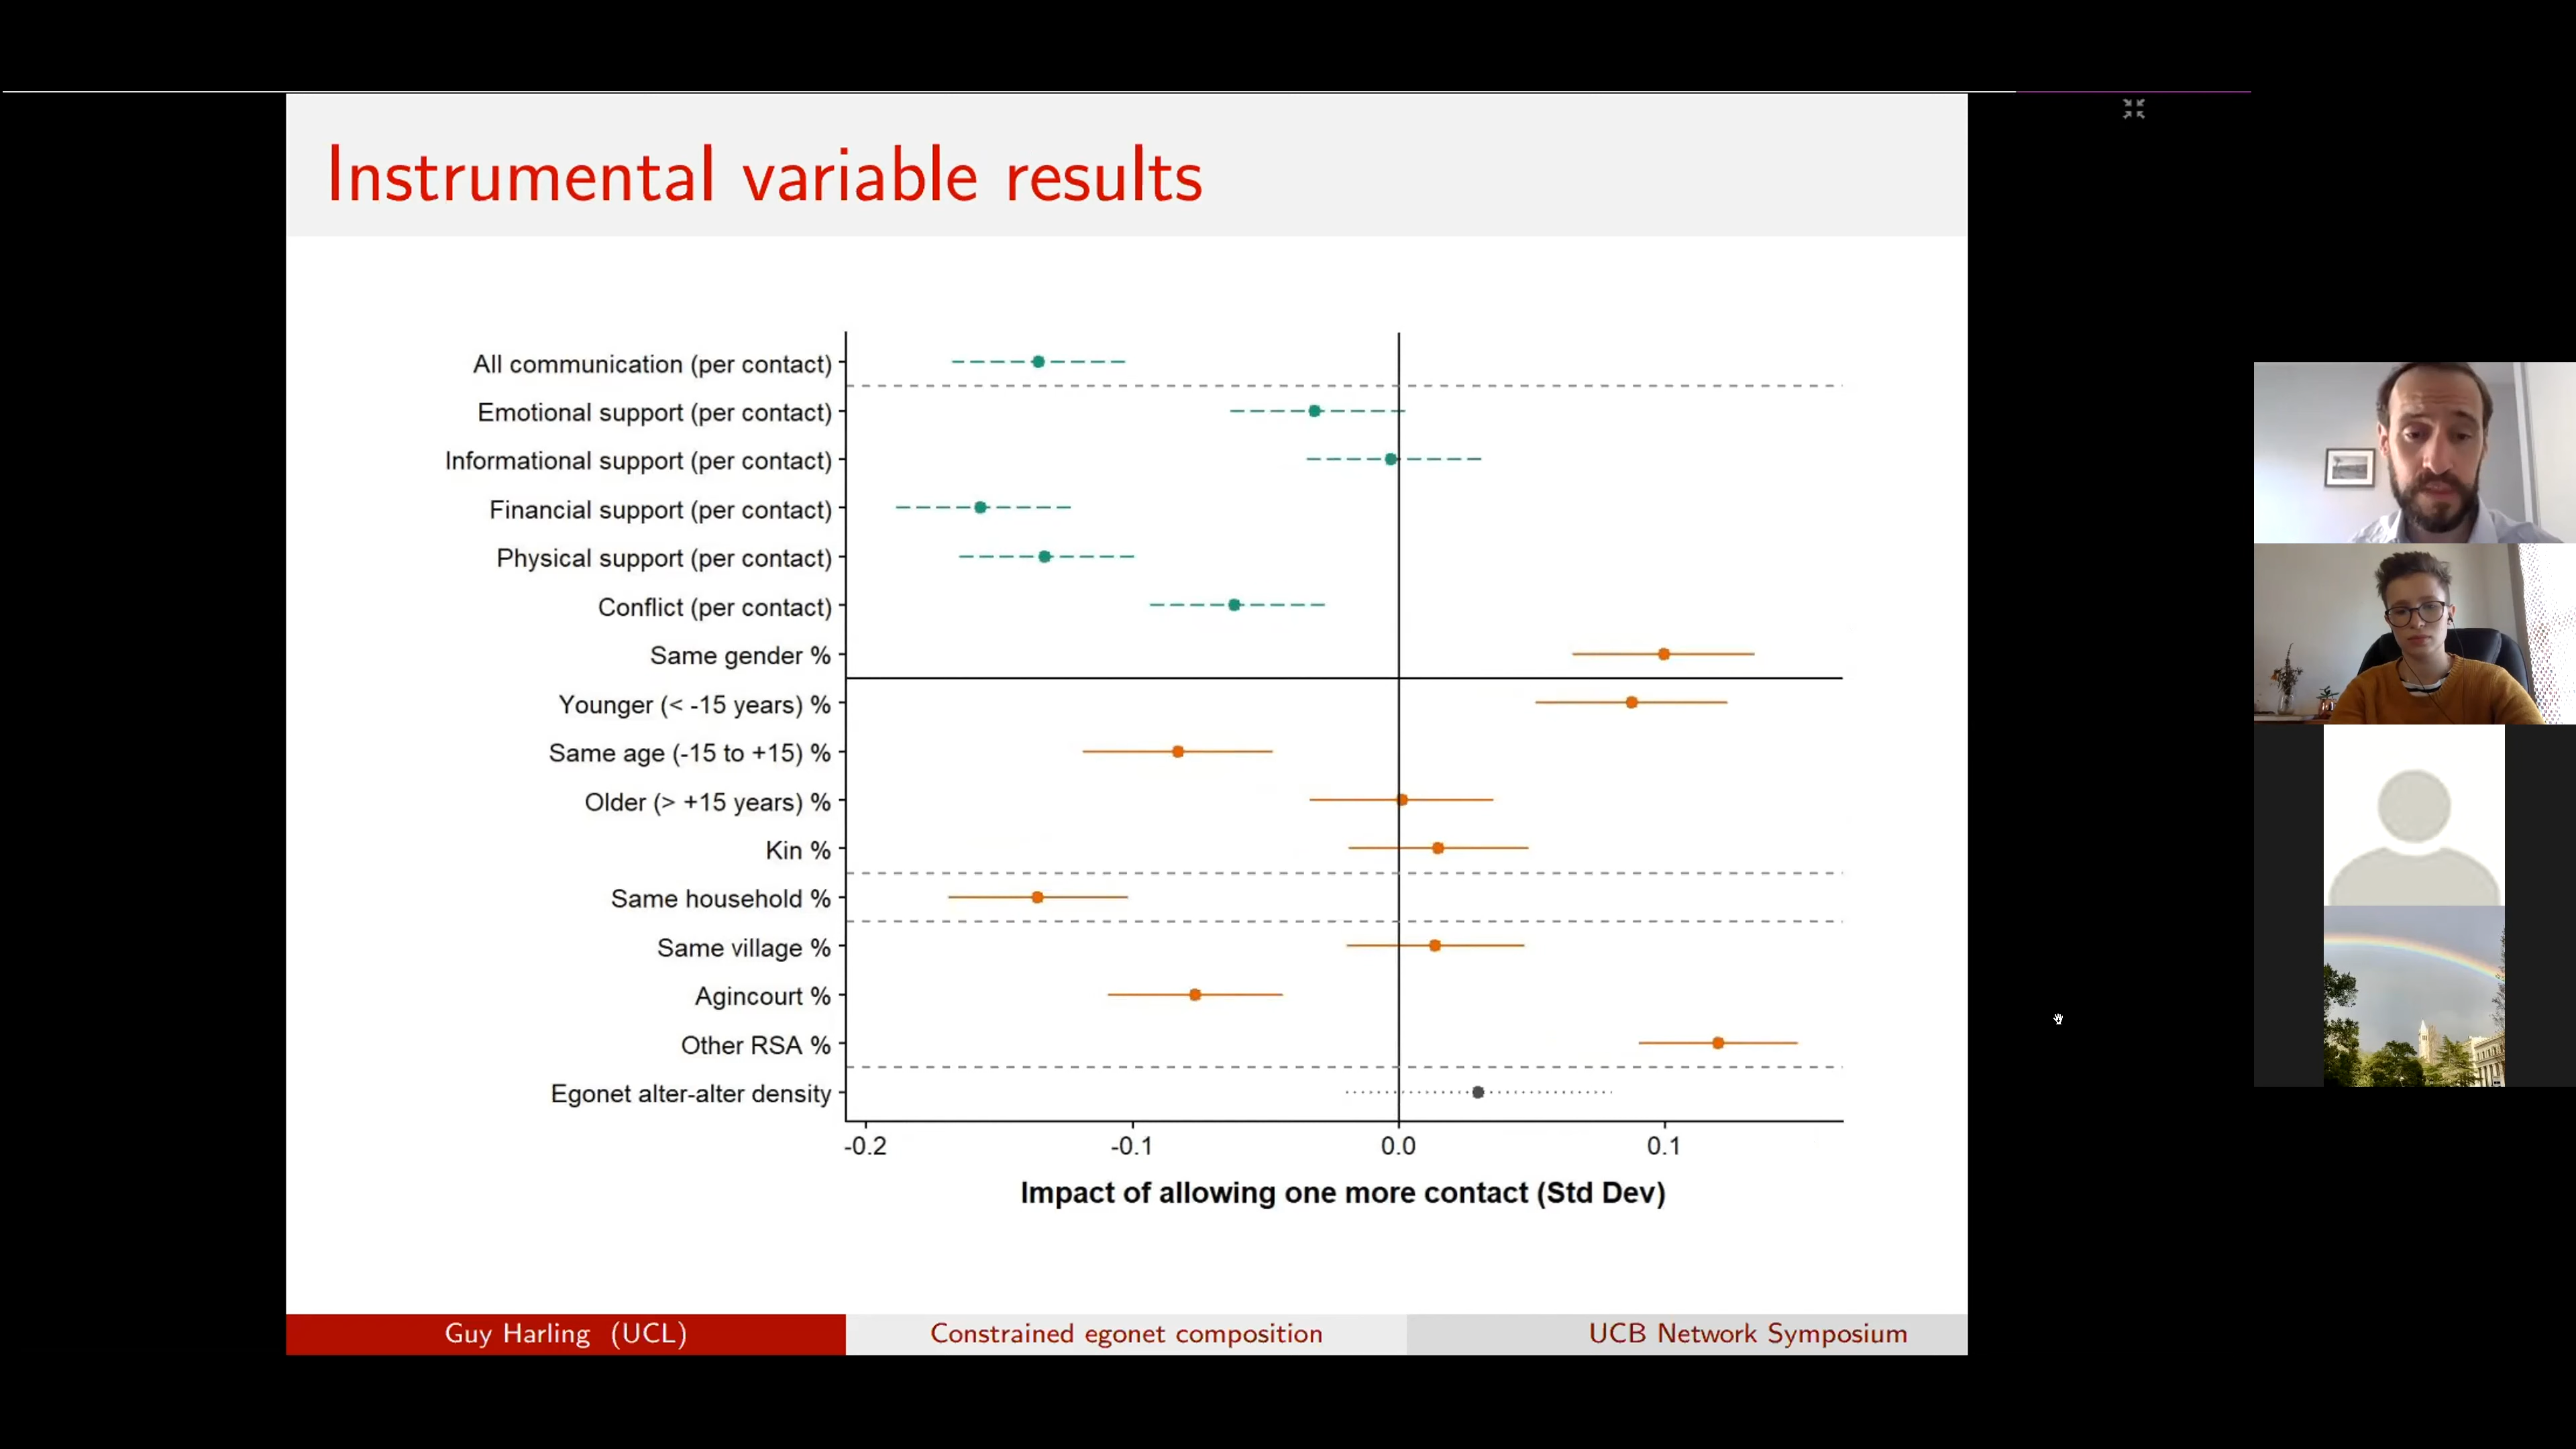 Instrumental variable results
All communication (per contact)
Emotional support (per contact)
Informational support (per contact)
Financial support (per contact)
Physical support (per contact)
Conflict (per contact)
Same gender %
Younger (< -15 years) %
Same age (-15 to +15) %
Older (> +15 years) %
Kin %
Same household %
Same village %
Agincourt %
Other RSA %
Egonet alter-alter density
-0.2 -0.1 0.0 0.1
Impact of allowing one more contact (Std Dev)
Guy Harling (UCL) Constrained egonet composition UCB Network Symposium